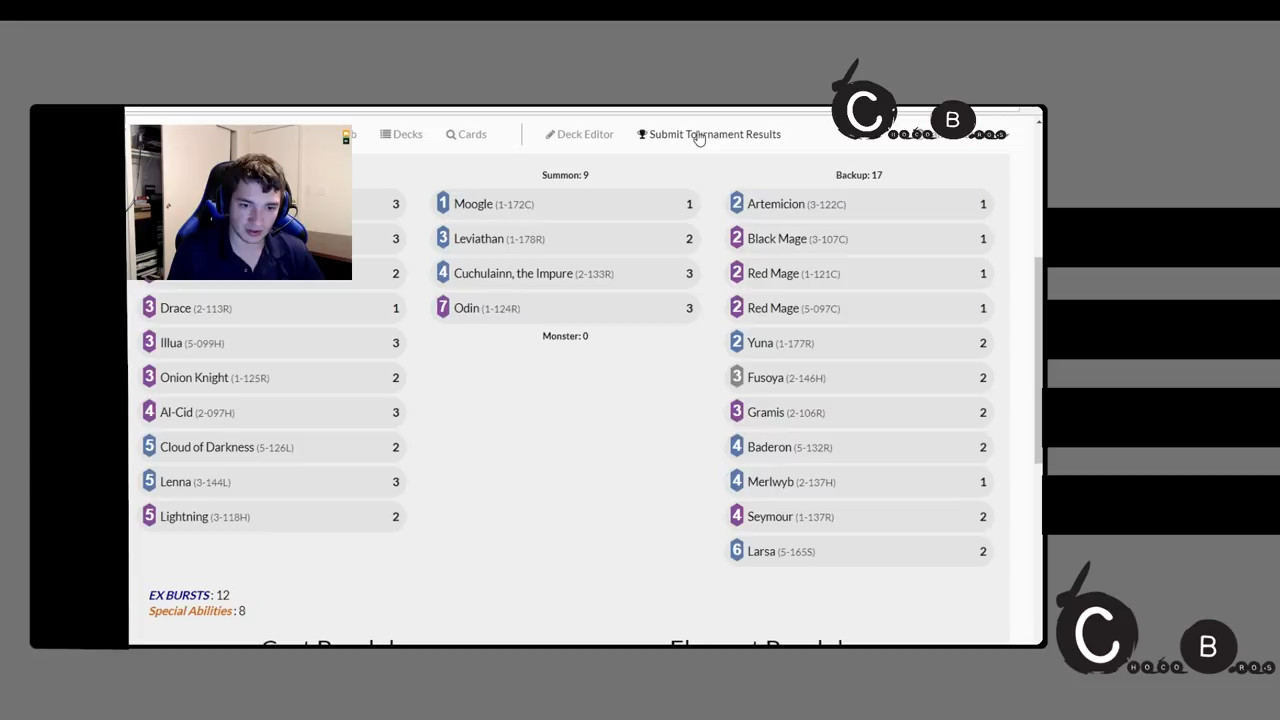 C
B
HOCO
ROS
b
Decks
Cards
Deck Editor
Submit Tournament Results
3
3
2
3 Drace (2-113R) 1
3 Illua (5-099H) 3
3 Onion Knight (1-125R) 2
4 Al-Cid (2-097H) 3
5 Cloud of Darkness (5-126L) 2
5 Lenna (3-144L) 3
5 Lightning (3-118H) 2
EX BURSTS : 12
Special Abilities : 8
Summon: 9
1 Moogle (1-172C) 1
3 Leviathan (1-178R) 2
4 Cuchulainn, the Impure (2-133R) 3
7 Odin (1-124R) 3
Monster: 0
Backup: 17
2 Artemicion (3-122C) 1
2 Black Mage (3-107C) 1
2 Red Mage (1-121C) 1
2 Red Mage (5-097C) 1
2 Yuna (1-177R) 2
3 Fusoya (2-146H) 2
3 Gramis (2-106R) 2
4 Baderon (5-132R) 2
4 Merlwyb (2-137H) 1
4 Seymour (1-137R) 2
6 Larsa (5-165S) 2
C
B
HOCO
ROS